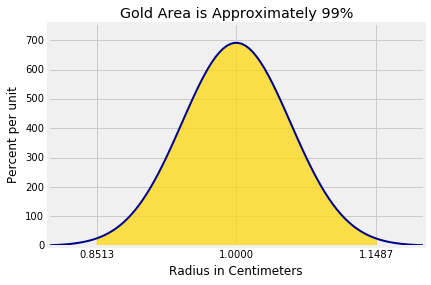 Gold Area is Approximately 99%
Percent per unit
700
600
500
400
300
200
100
0
0.8513 1.0000 1.1487
Radius in Centimeters